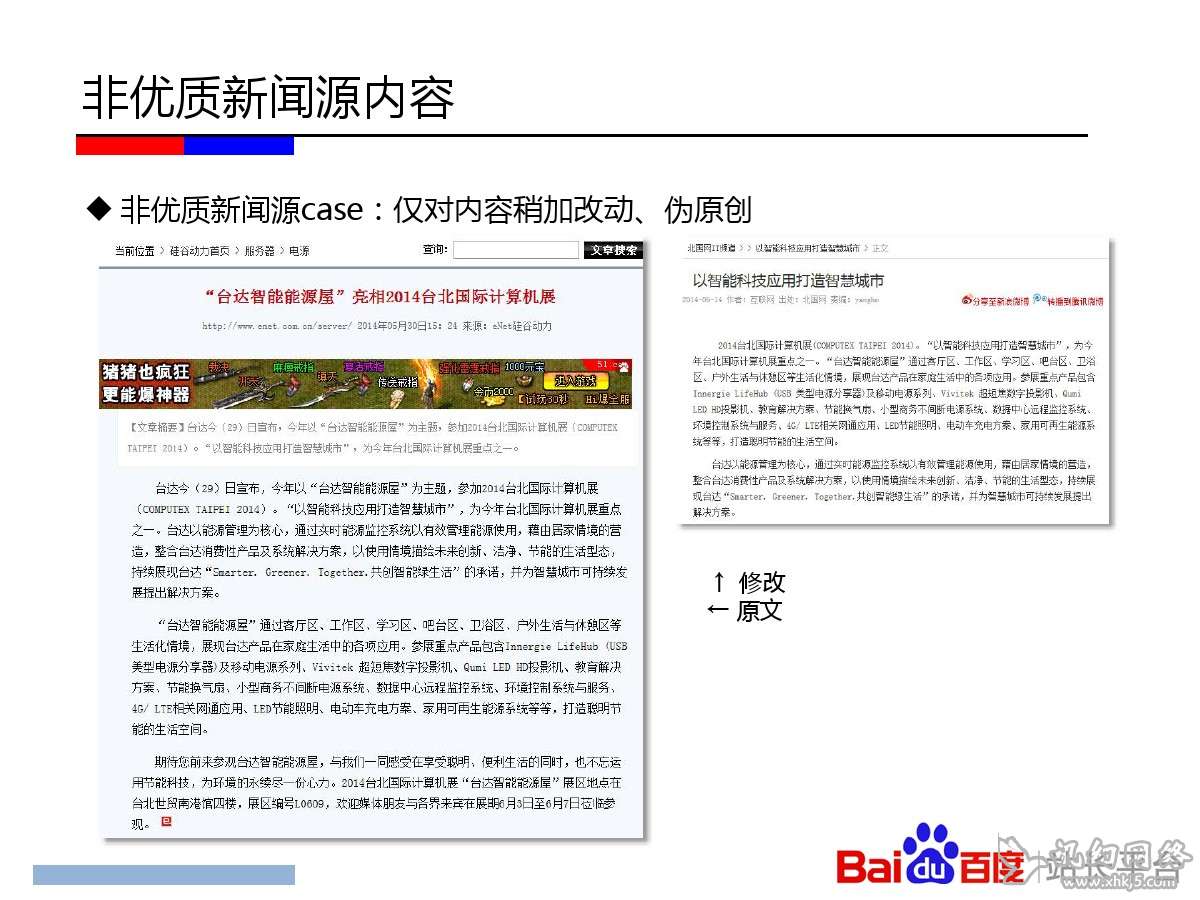 非优质新闻源内容
◆ 非优质新闻源case：仅对内容稍加改动、伪原创
当前位置 > 硅谷动力首页 > 服务器 > 电源
查询:
文章搜索
“台达智能能源屋”亮相2014台北国际计算机展
http://www.enet.com.cn/server/ 2014年05月30日15：24 来源：eNet硅谷动力
猪猪也疯狂
更能爆神器
麻痹戒指
复活戒指
传送戒指
1000元宝
金币2000
进入游戏
【文章摘要】台达今（29）日宣布，今年以“台达智能能源屋”为主题，参加2014台北国际计算机展（COMPUTEX
TAIPEI 2014）。“以智能科技应用打造智慧城市”，为今年台北国际计算机展重点之一。
台达今（29）日宣布，今年以“台达智能能源屋”为主题，参加2014台北国际计算机展
（COMPUTEX TAIPEI 2014）。“以智能科技应用打造智慧城市”，为今年台北国际计算机展重点
之一。台达以能源管理为核心，通过实时能源监控系统以有效管理能源使用，藉由居家情境的营
造，整合台达消费性产品及系统解决方案，以使用情境描绘未来创新、洁净、节能的生活型态，
持续展现台达“Smarter. Greener. Together.共创智能绿生活”的承诺，并为智慧城市可持续发
展提出解决方案。
“台达智能能源屋”通过客厅区、工作区、学习区、吧台区、卫浴区、户外生活与休憩区等
生活化情境，展现台达产品在家庭生活中的各项应用。参展重点产品包含Innergie LifeHub (USB
美型电源分享器)及移动电源系列、Vivitek 超短焦数字投影机、Qumi LED HD投影机、教育解决
方案、节能换气扇、小型商务不间断电源系统、数据中心远程监控系统、环境控制系统与服务、
4G/ LTE相关网通应用、LED节能照明、电动车充电方案、家用可再生能源系统等等，打造聪明节
能的生活空间。
期待您前来参观台达智能能源屋，与我们一同感受在享受聪明、便利生活的同时，也不忘运
用节能科技，为环境的永续尽一份心力。2014台北国际计算机展“台达智能能源屋”展区地点在
台北世贸南港馆四楼，展区编号L0609，欢迎媒体朋友与各界来宾在展期6月3日至6月7日莅临参
观。
北国网IT频道 > > 以智能科技应用打造智慧城市 > 正文
以智能科技应用打造智慧城市
2014-06-14 作者：互联网 出处：北国网 责编：yangbo
分享至新浪微博 转播到腾讯微博
2014台北国际计算机展(COMPUTEX TAIPEI 2014)。“以智能科技应用打造智慧城市”，为今
年台北国际计算机展重点之一。“台达智能能源屋”通过客厅区、工作区、学习区、吧台区、卫浴
区、户外生活与休憩区等生活化情境，展现台达产品在家庭生活中的各项应用。参展重点产品包含
Innergie LifeHub (USB 美型电源分享器)及移动电源系列、Vivitek 超短焦数字投影机、Qumi
LED HD投影机、教育解决方案、节能换气扇、小型商务不间断电源系统、数据中心远程监控系统、
环境控制系统与服务、4G/ LTE相关网通应用、LED节能照明、电动车充电方案、家用可再生能源系
统等等，打造聪明节能的生活空间。
台达以能源管理为核心，通过实时能源监控系统以有效管理能源使用，藉由居家情境的营造，
整合台达消费性产品及系统解决方案，以使用情境描绘未来创新、洁净、节能的生活型态，持续展
现台达“Smarter. Greener. Together.共创智能绿生活”的承诺，并为智慧城市可持续发展提出
解决方案。
↑ 修改
← 原文
Bai du 百度 站长平台
www.xhkj5.com